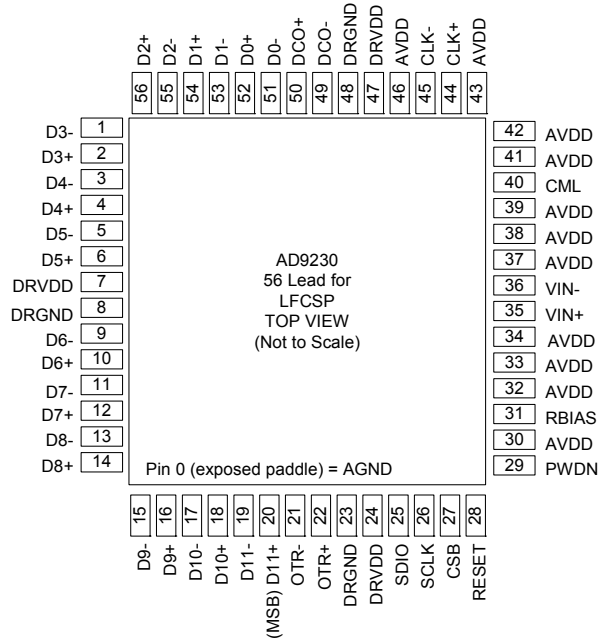 D2+
D2-
D1+
D1-
D0+
D0-
DCO+
DCO-
DRGND
DRVDD
AVDD
CLK-
CLK+
AVDD
56
55
54
53
52
51
50
49
48
47
46
45
44
43
D3- 1
D3+ 2
D4- 3
D4+ 4
D5- 5
D5+ 6
DRVDD 7
DRGND 8
D6- 9
D6+ 10
D7- 11
D7+ 12
D8- 13
D8+ 14
AD9230
56 Lead for
LFCSP
TOP VIEW
(Not to Scale)
Pin 0 (exposed paddle) = AGND
42 AVDD
41 AVDD
40 CML
39 AVDD
38 AVDD
37 AVDD
36 VIN-
35 VIN+
34 AVDD
33 AVDD
32 AVDD
31 RBIAS
30 AVDD
29 PWDN
15
16
17
18
19
20
21
22
23
24
25
26
27
28
D9-
D9+
D10-
D10+
D11-
(MSB) D11+
OTR-
OTR+
DRGND
DRVDD
SDIO
SCLK
CSB
RESET